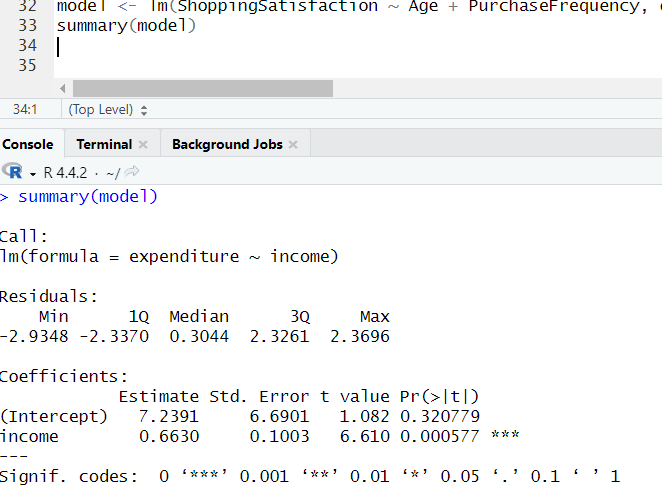 32 model <- lm(ShoppingSatisfaction ~ Age + PurchaseFrequency,
33 summary(model)
34
35
34:1 (Top Level)
Console Terminal Background Jobs
R R 4.4.2 · ~/
> summary(model)
Call:
lm(formula = expenditure ~ income)
Residuals:
Min 1Q Median 3Q Max
-2.9348 -2.3370 0.3044 2.3261 2.3696
Coefficients:
Estimate Std. Error t value Pr(>|t|)
(Intercept) 7.2391 6.6901 1.082 0.320779
income 0.6630 0.1003 6.610 0.000577 ***
---
Signif. codes: 0 ‘***’ 0.001 ‘**’ 0.01 ‘*’ 0.05 ‘.’ 0.1 ‘ ’ 1